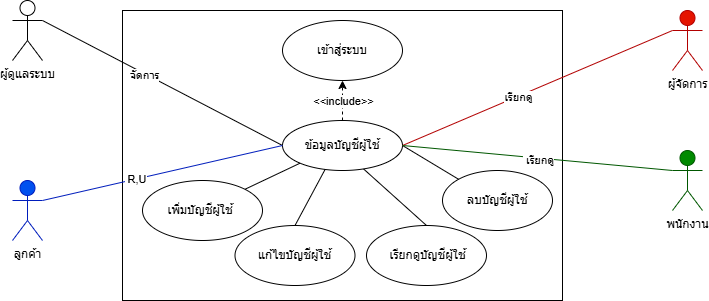 เข้าสู่ระบบ
ผู้ดูแลระบบ
จัดการ
ผู้จัดการ
เรียกดู
<<include>>
ข้อมูลบัญชีผู้ใช้
เรียกดู
R,U
ลบบัญชีผู้ใช้
เพิ่มบัญชีผู้ใช้
พนักงาน
ลูกค้า
แก้ไขบัญชีผู้ใช้
เรียกดูบัญชีผู้ใช้